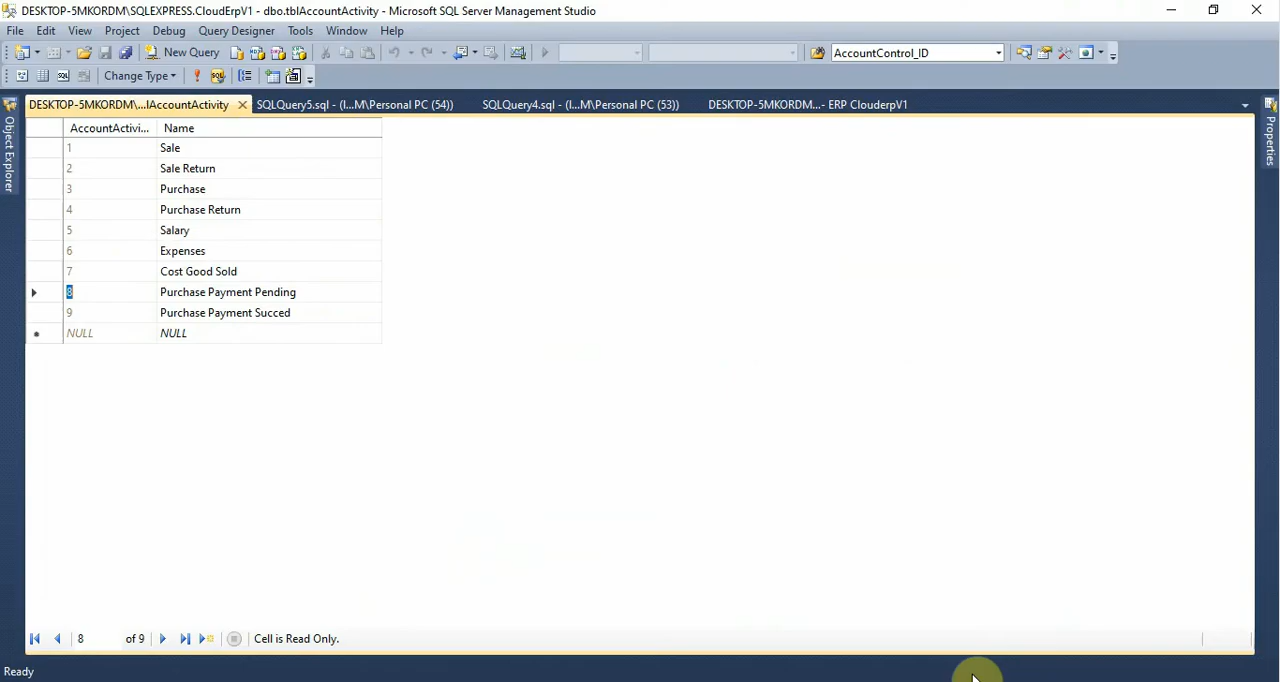 DESKTOP-5MKORDM\SQLEXPRESS.CloudErpV1 - dbo.tblAccountActivity - Microsoft SQL Server Management Studio
File Edit View Project Debug Query Designer Tools Window Help
New Query AccountControl_ID
Change Type
DESKTOP-5MKORDM\...lAccountActivity SQLQuery5.sql - (l...M\Personal PC (54)) SQLQuery4.sql - (l...M\Personal PC (53)) DESKTOP-5MKORDM...- ERP ClouderpV1
Object Explorer
Properties
AccountActivi... Name
1 Sale
2 Sale Return
3 Purchase
4 Purchase Return
5 Salary
6 Expenses
7 Cost Good Sold
8 Purchase Payment Pending
9 Purchase Payment Succed
NULL NULL
8 of 9 Cell is Read Only.
Ready